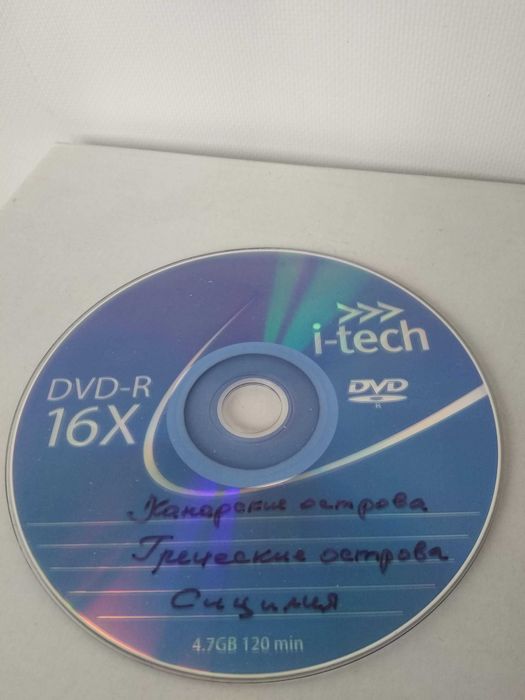 i-tech
DVD-R
16X
DVD
R
Канарские острова
Греческие острова
Сицилия
4.7GB 120 min